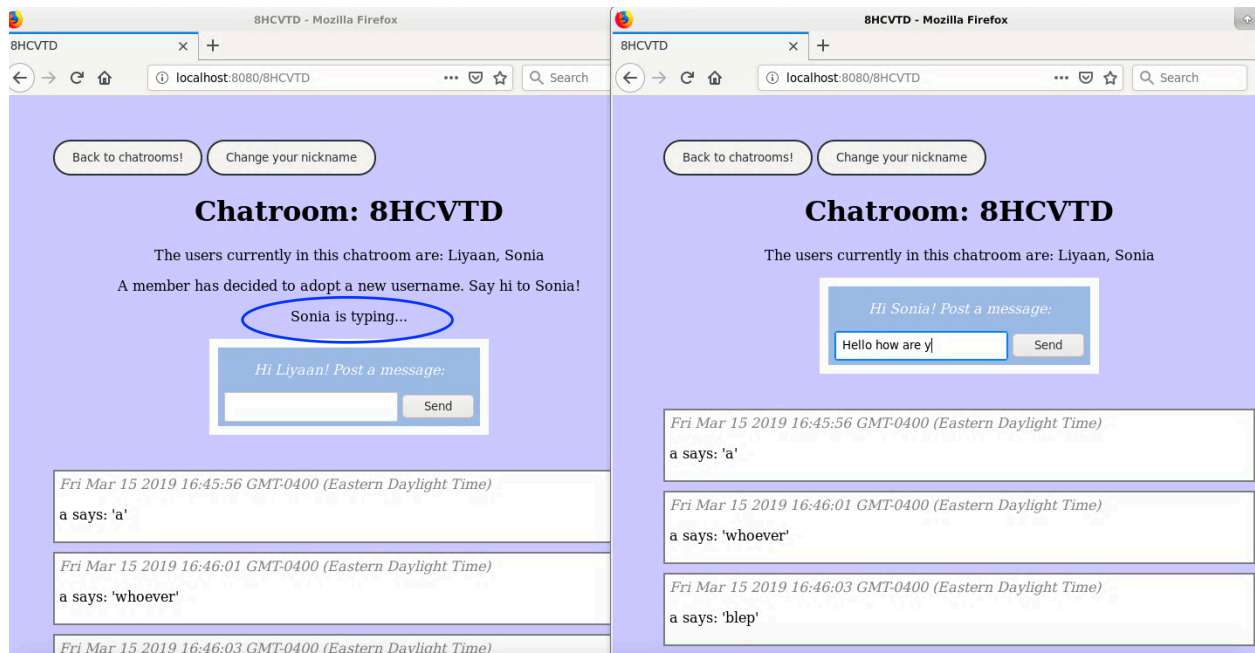 8HCVTD - Mozilla Firefox
8HCVTD
localhost:8080/8HCVTD
Search
Back to chatrooms!
Change your nickname
Chatroom: 8HCVTD
The users currently in this chatroom are: Liyaan, Sonia
A member has decided to adopt a new username. Say hi to Sonia!
Sonia is typing...
Hi Liyaan! Post a message:
Send
Fri Mar 15 2019 16:45:56 GMT-0400 (Eastern Daylight Time)
a says: 'a'
Fri Mar 15 2019 16:46:01 GMT-0400 (Eastern Daylight Time)
a says: 'whoever'
Fri Mar 15 2019 16:46:03 GMT-0400 (Eastern Daylight Time)
8HCVTD - Mozilla Firefox
8HCVTD
localhost:8080/8HCVTD
Search
Back to chatrooms!
Change your nickname
Chatroom: 8HCVTD
The users currently in this chatroom are: Liyaan, Sonia
Hi Sonia! Post a message:
Hello how are y
Send
Fri Mar 15 2019 16:45:56 GMT-0400 (Eastern Daylight Time)
a says: 'a'
Fri Mar 15 2019 16:46:01 GMT-0400 (Eastern Daylight Time)
a says: 'whoever'
Fri Mar 15 2019 16:46:03 GMT-0400 (Eastern Daylight Time)
a says: 'blep'